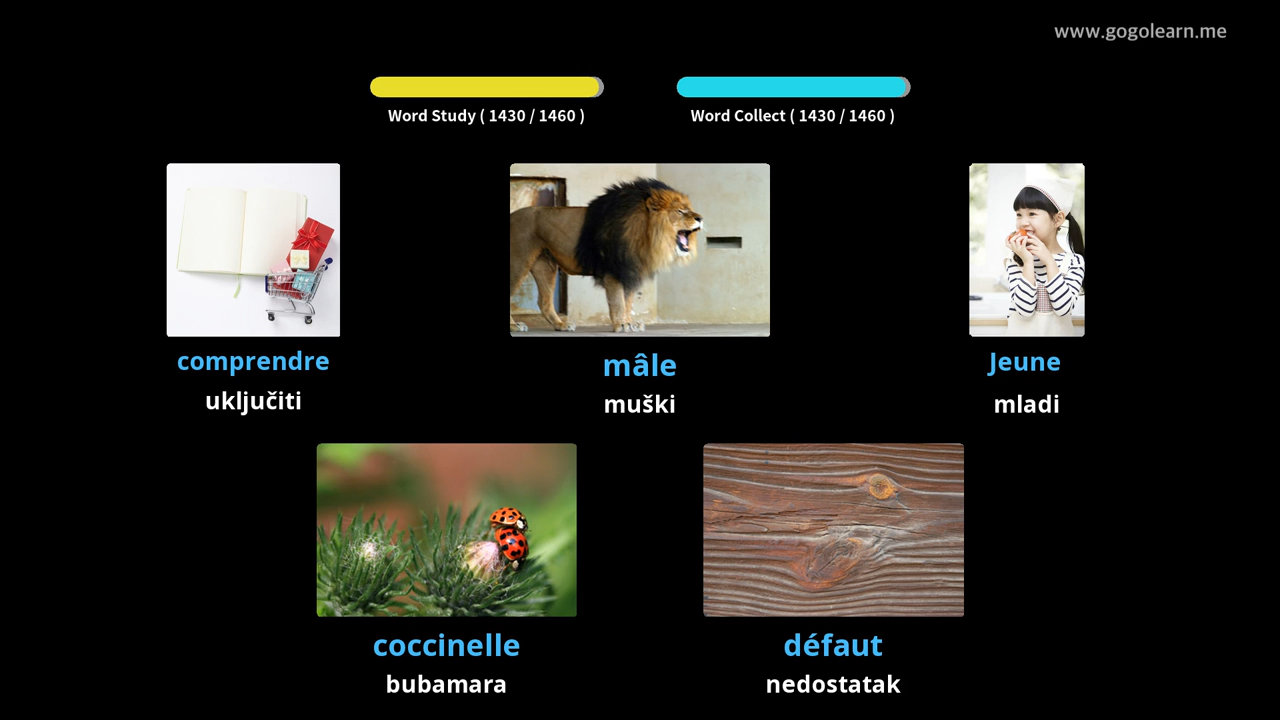 www.gogolearn.me
Word Study ( 1430 / 1460 )
Word Collect ( 1430 / 1460 )
comprendre
uključiti
mâle
muški
Jeune
mladi
coccinelle
bubamara
défaut
nedostatak